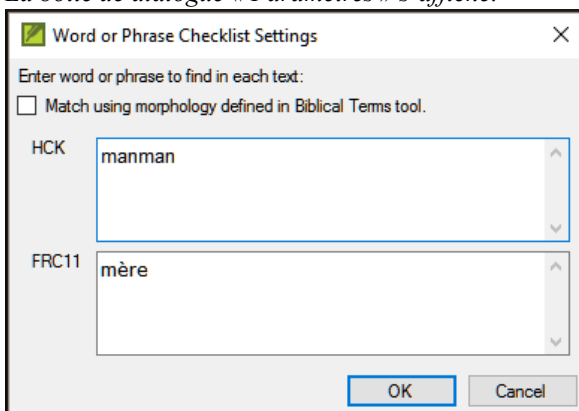 La boîte de dialogue « Paramètres » s'affiche.
Word or Phrase Checklist Settings
Enter word or phrase to find in each text:
Match using morphology defined in Biblical Terms tool.
HCK
manman
FRC11
mère
OK Cancel